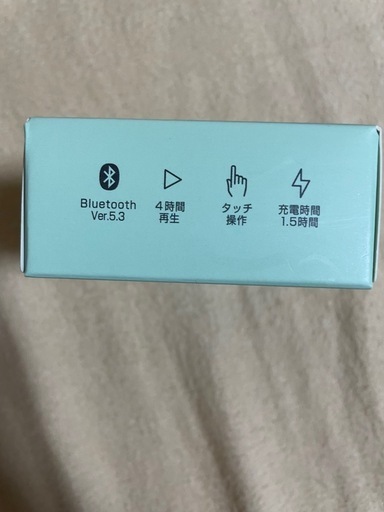 Bluetooth
Ver.5.3
4時間
再生
タッチ
操作
充電時間
1.5時間